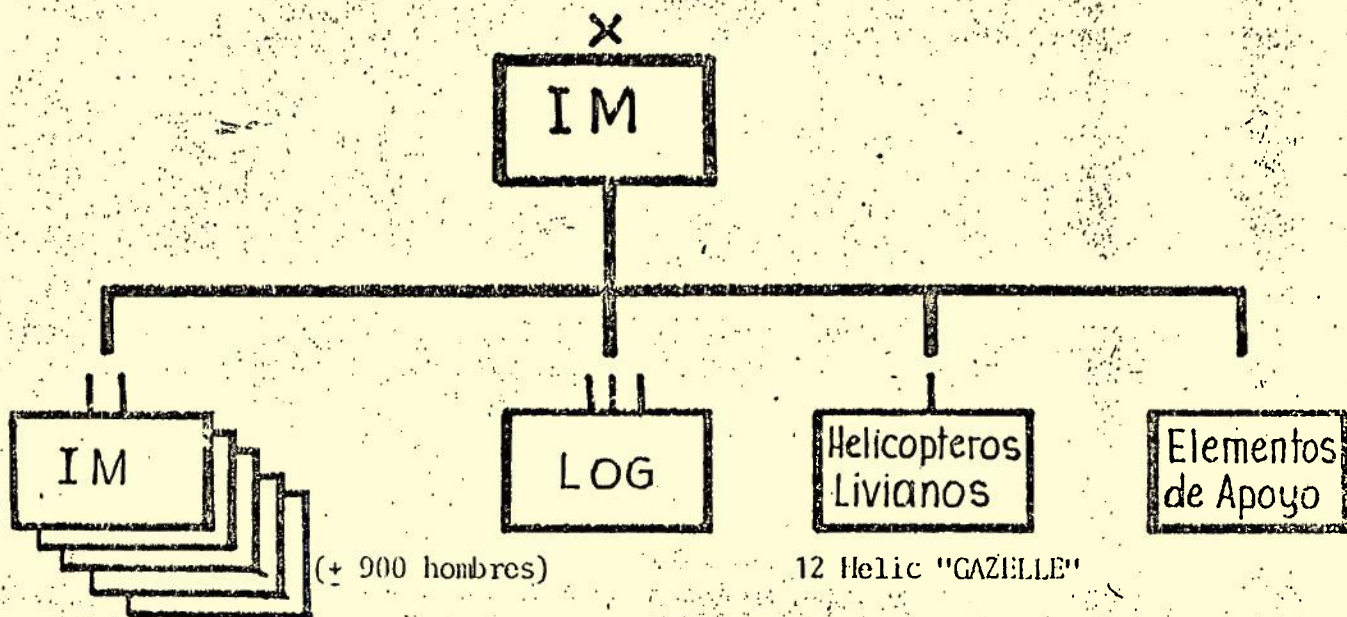 X
IM
IM
LOG
Helicopteros
Livianos
Elementos
de Apoyo
(± 900 hombres)
12 Helic "GAZELLE"